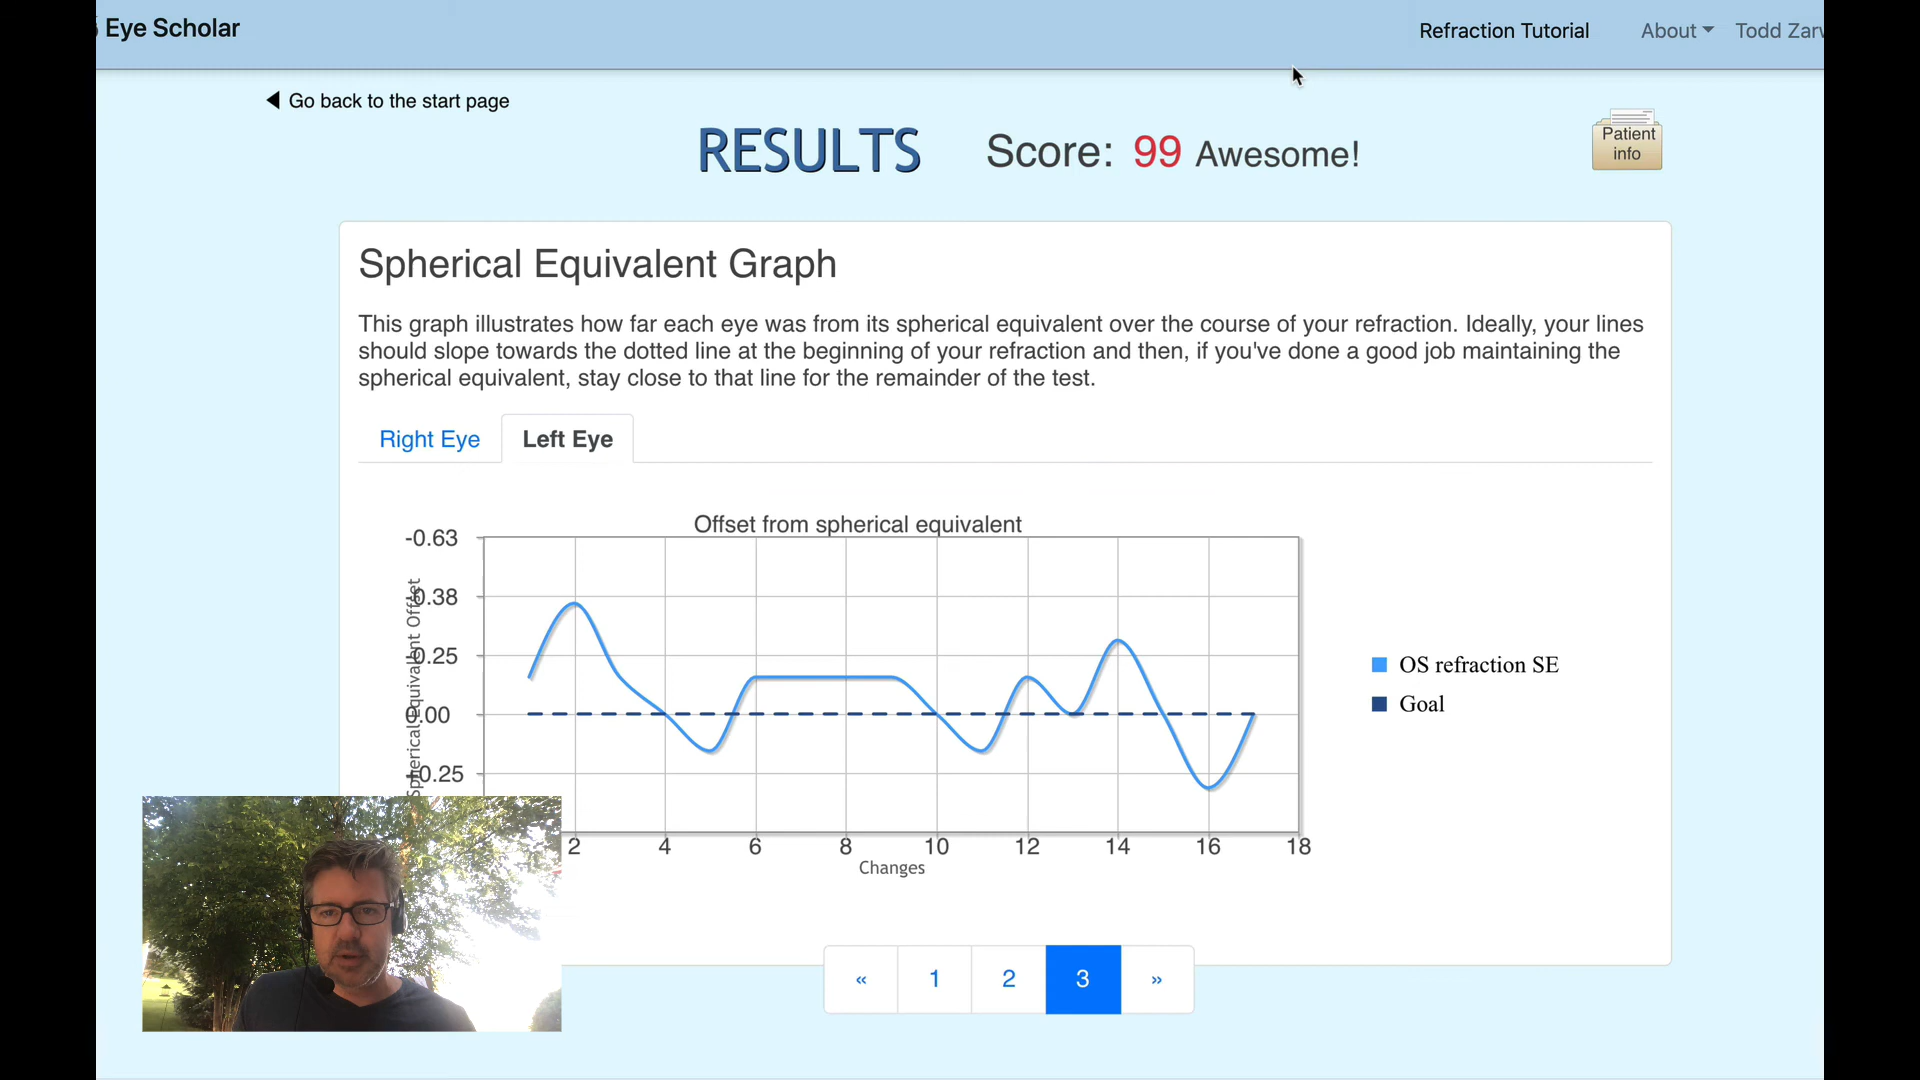 Eye Scholar
Refraction Tutorial
About
Todd
Go back to the start page
RESULTS
Score: 99 Awesome!
Patient
info
Spherical Equivalent Graph
This graph illustrates how far each eye was from its spherical equivalent over the course of your refraction. Ideally, your lines
should slope towards the dotted line at the beginning of your refraction and then, if you've done a good job maintaining the
spherical equivalent, stay close to that line for the remainder of the test.
Right Eye
Left Eye
Offset from spherical equivalent
-0.63
-0.38
-0.25
0.00
+0.25
Spherical Equivalent Offset
OS refraction SE
Goal
2 4 6 8 10 12 14 16 18
Changes
« 1 2 3 »